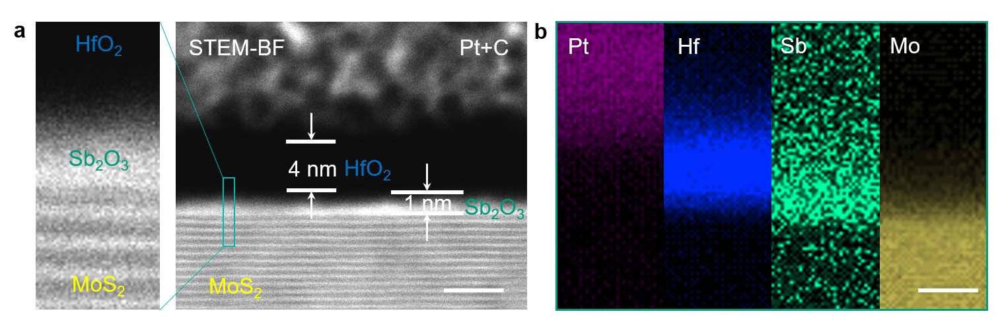 a
HfO₂
Sb₂O₃
MoS₂
STEM-BF
Pt+C
4 nm
HfO₂
1 nm
Sb₂O₃
MoS₂
b
Pt
Hf
Sb
Mo